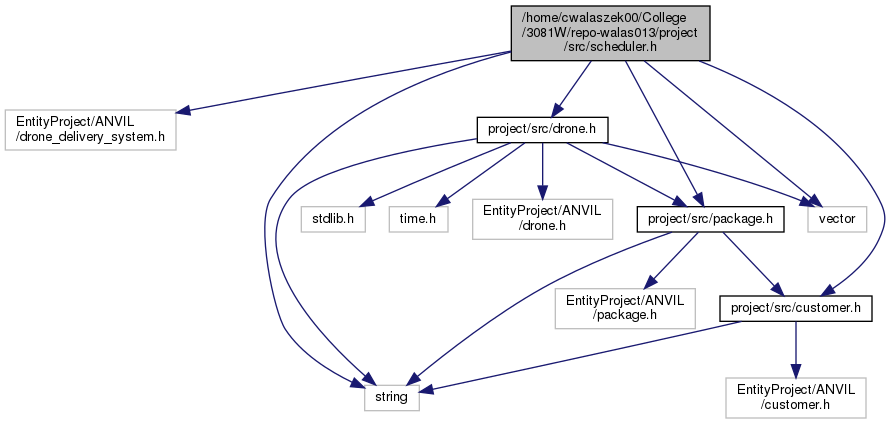 /home/cwalaszek00/College
/3081W/repo-walas013/project
/src/scheduler.h
EntityProject/ANVIL
/drone_delivery_system.h
project/src/drone.h
stdlib.h
time.h
EntityProject/ANVIL
/drone.h
project/src/package.h
vector
EntityProject/ANVIL
/package.h
project/src/customer.h
string
EntityProject/ANVIL
/customer.h